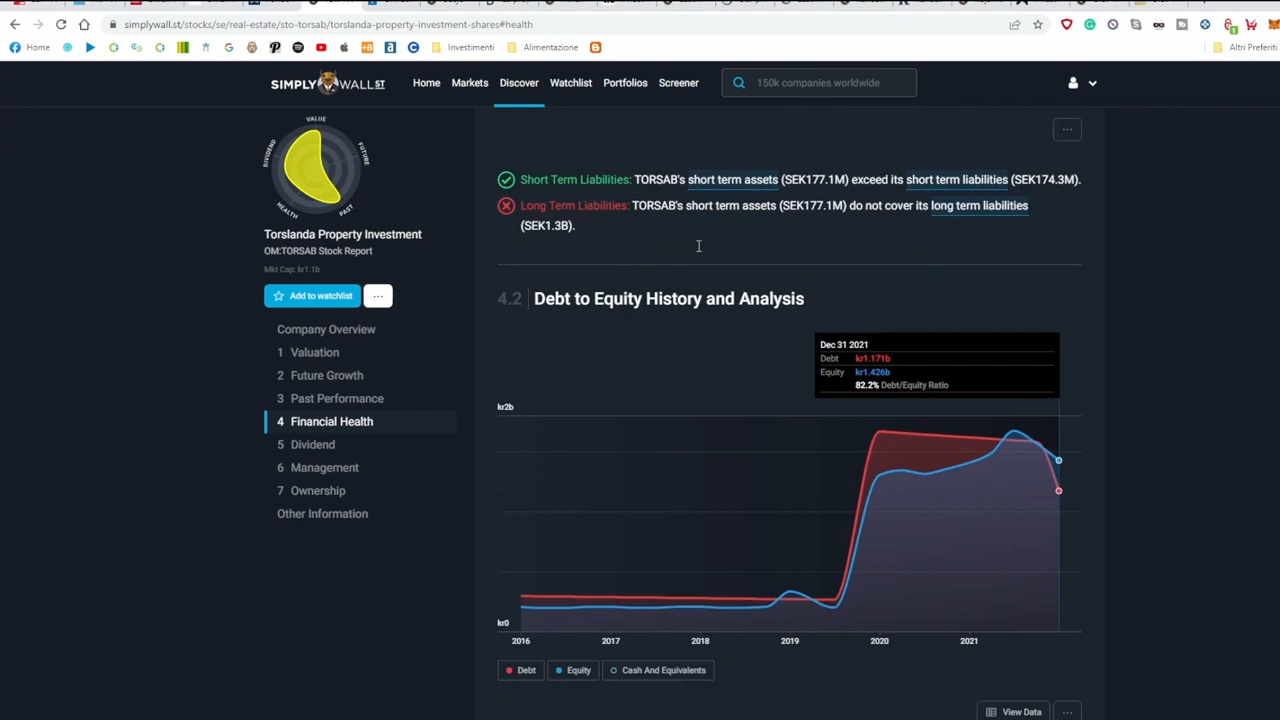 simplywall.st/stocks/se/real-estate/sto-torsab/torslanda-property-investment-shares#health
Home
Investimenti
Alimentazione
Altri Preferiti
SIMPLY WALL ST
Home
Markets
Discover
Watchlist
Portfolios
Screener
150k companies worldwide
VALUE
FUTURE
PAST
HEALTH
DIVIDEND
Torslanda Property Investment
OM:TORSAB Stock Report
Mkt Cap: kr1.1b
Add to watchlist
Company Overview
1 Valuation
2 Future Growth
3 Past Performance
4 Financial Health
5 Dividend
6 Management
7 Ownership
Other Information
Short Term Liabilities: TORSAB's short term assets (SEK177.1M) exceed its short term liabilities (SEK174.3M).
Long Term Liabilities: TORSAB's short term assets (SEK177.1M) do not cover its long term liabilities
(SEK1.3B).
4.2 Debt to Equity History and Analysis
Dec 31 2021
Debt kr1.171b
Equity kr1.426b
82.2% Debt/Equity Ratio
kr2b
kr0
2016 2017 2018 2019 2020 2021
Debt
Equity
Cash And Equivalents
View Data